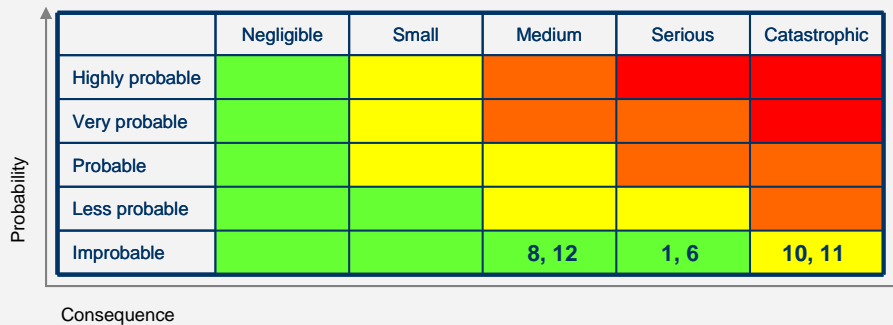 Negligible Small Medium Serious Catastrophic
Highly probable
Very probable
Probable
Less probable
Improbable 8, 12 1, 6 10, 11
Probability
Consequence